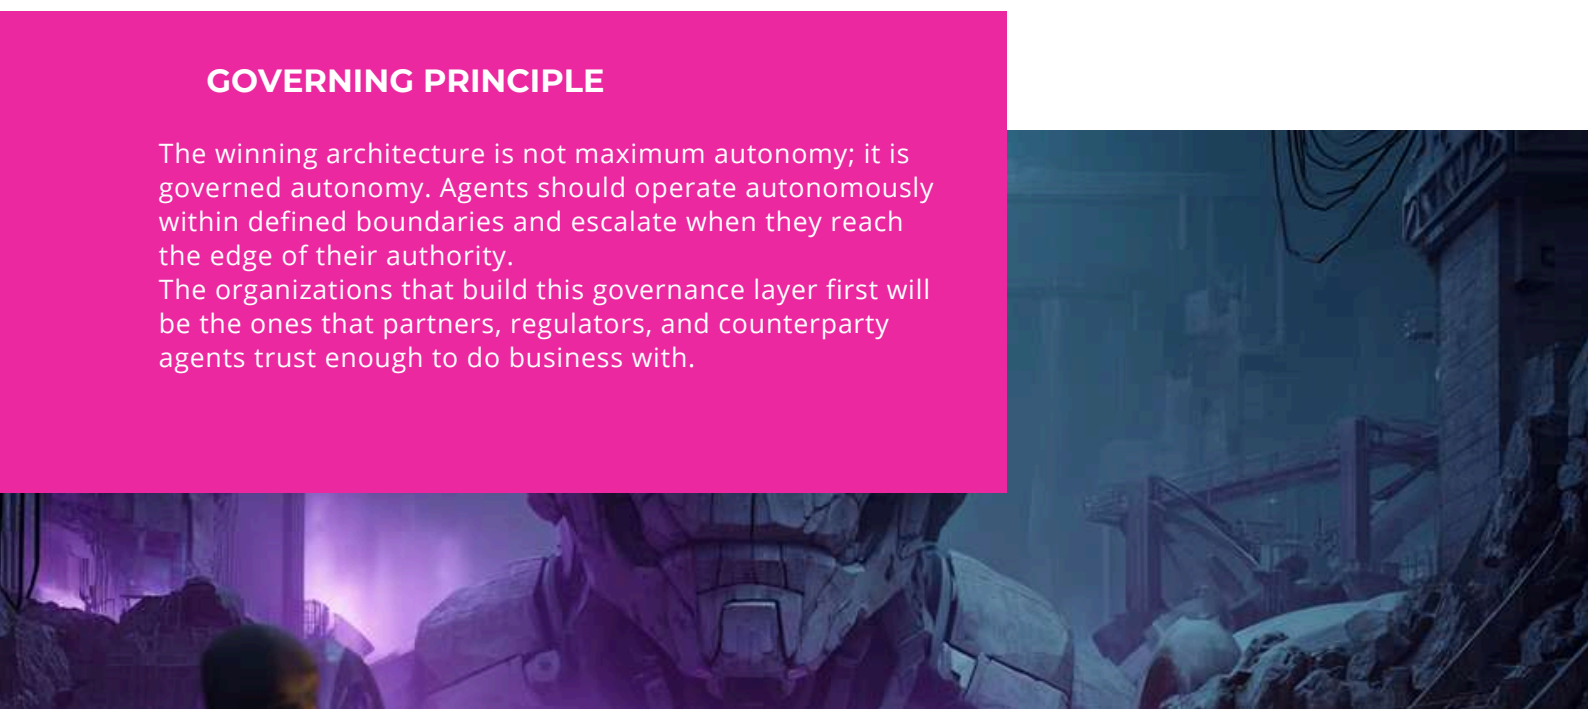 GOVERNING PRINCIPLE
The winning architecture is not maximum autonomy; it is
governed autonomy. Agents should operate autonomously
within defined boundaries and escalate when they reach
the edge of their authority.
The organizations that build this governance layer first will
be the ones that partners, regulators, and counterparty
agents trust enough to do business with.